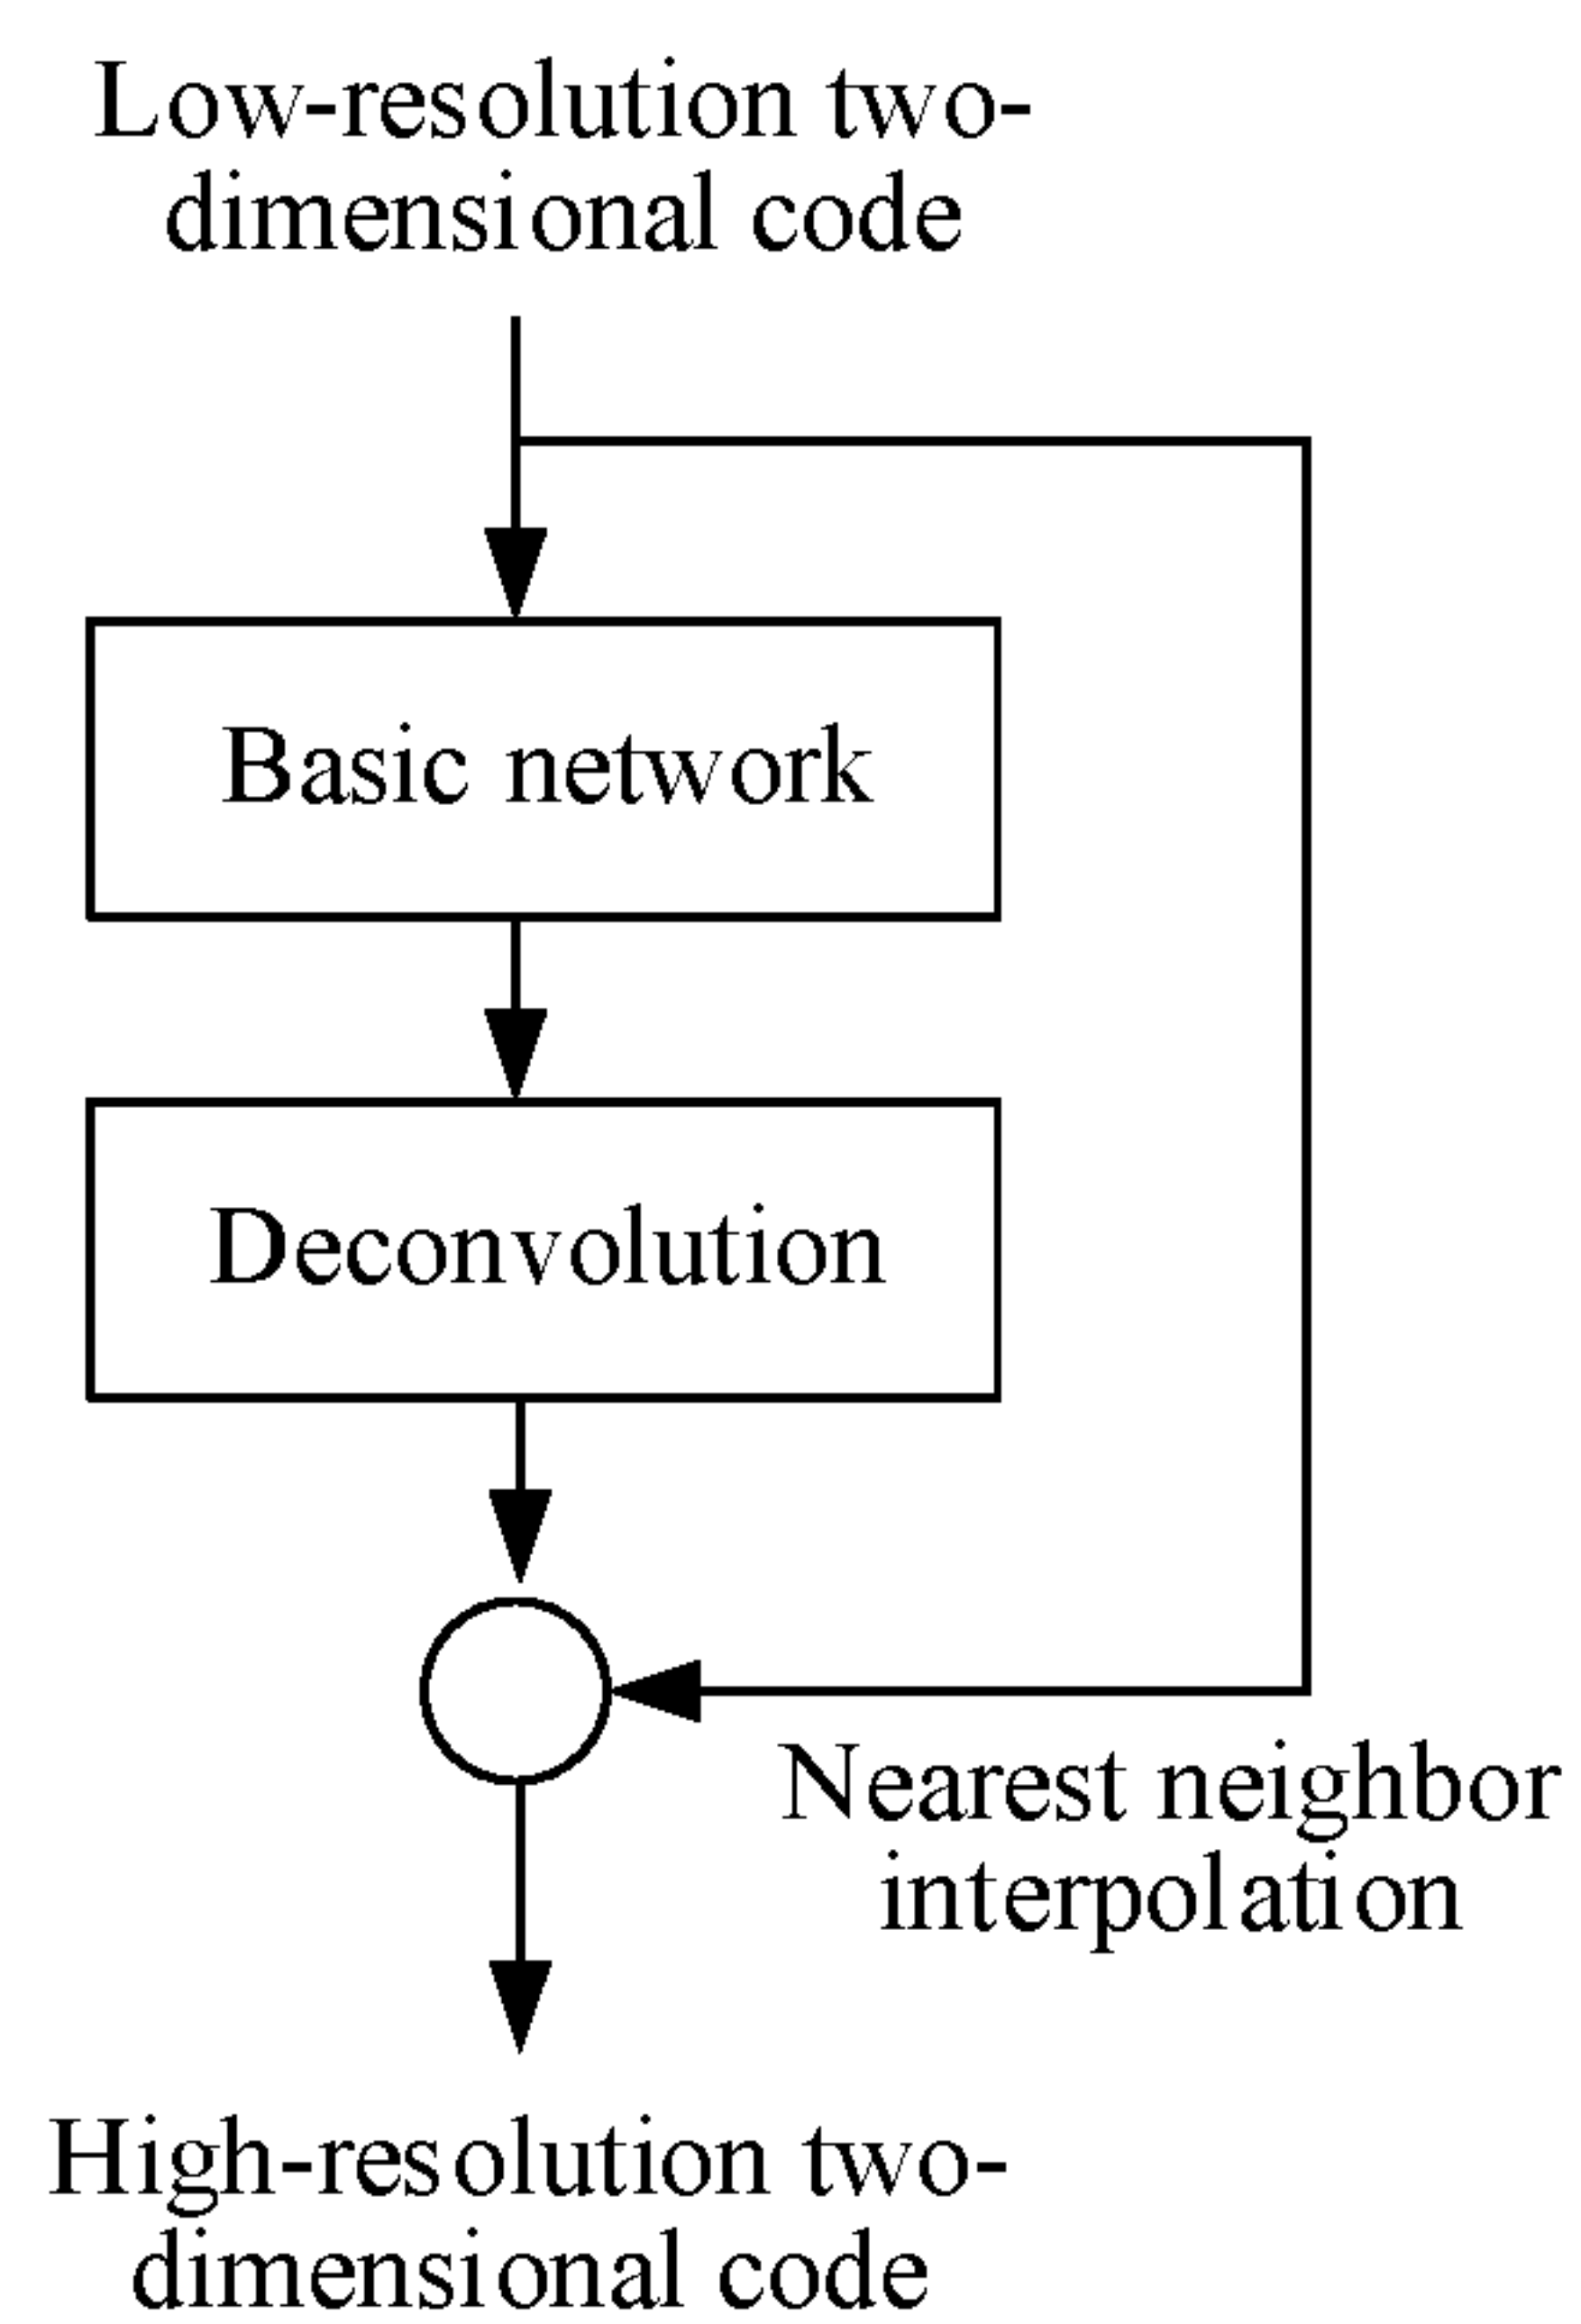 Low-resolution two-
dimensional code
Basic network
Deconvolution
Nearest neighbor
interpolation
High-resolution two-
dimensional code